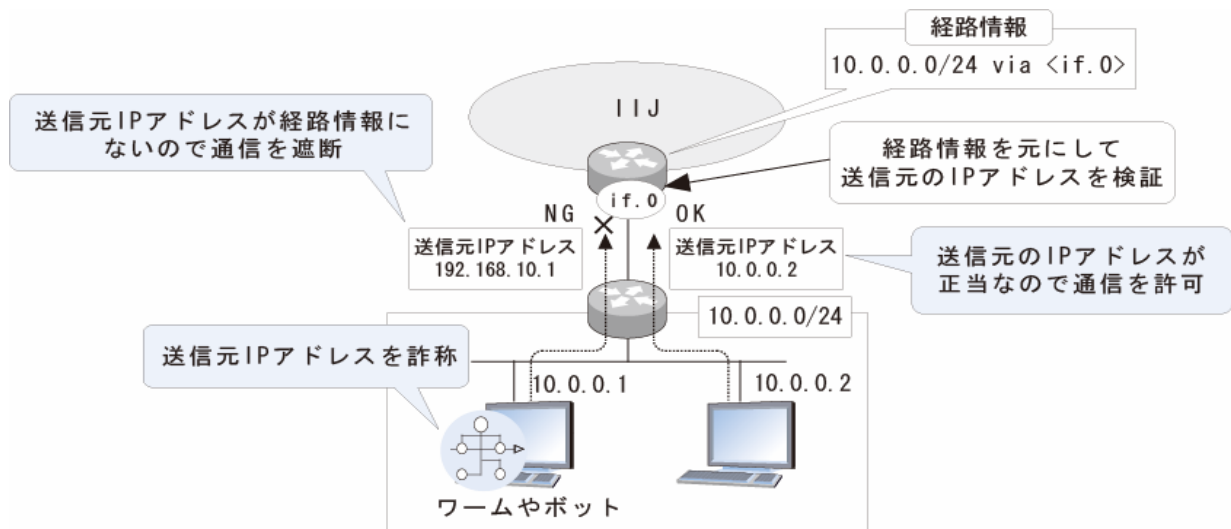 経路情報
10.0.0.0/24 via <if.0>
IIJ
送信元IPアドレスが経路情報に
ないので通信を遮断
経路情報を元にして
送信元のIPアドレスを検証
if.0
NG
OK
送信元IPアドレス
192.168.10.1
送信元IPアドレス
10.0.0.2
送信元のIPアドレスが
正当なので通信を許可
10.0.0.0/24
送信元IPアドレスを詐称
10.0.0.1
10.0.0.2
ワームやボット